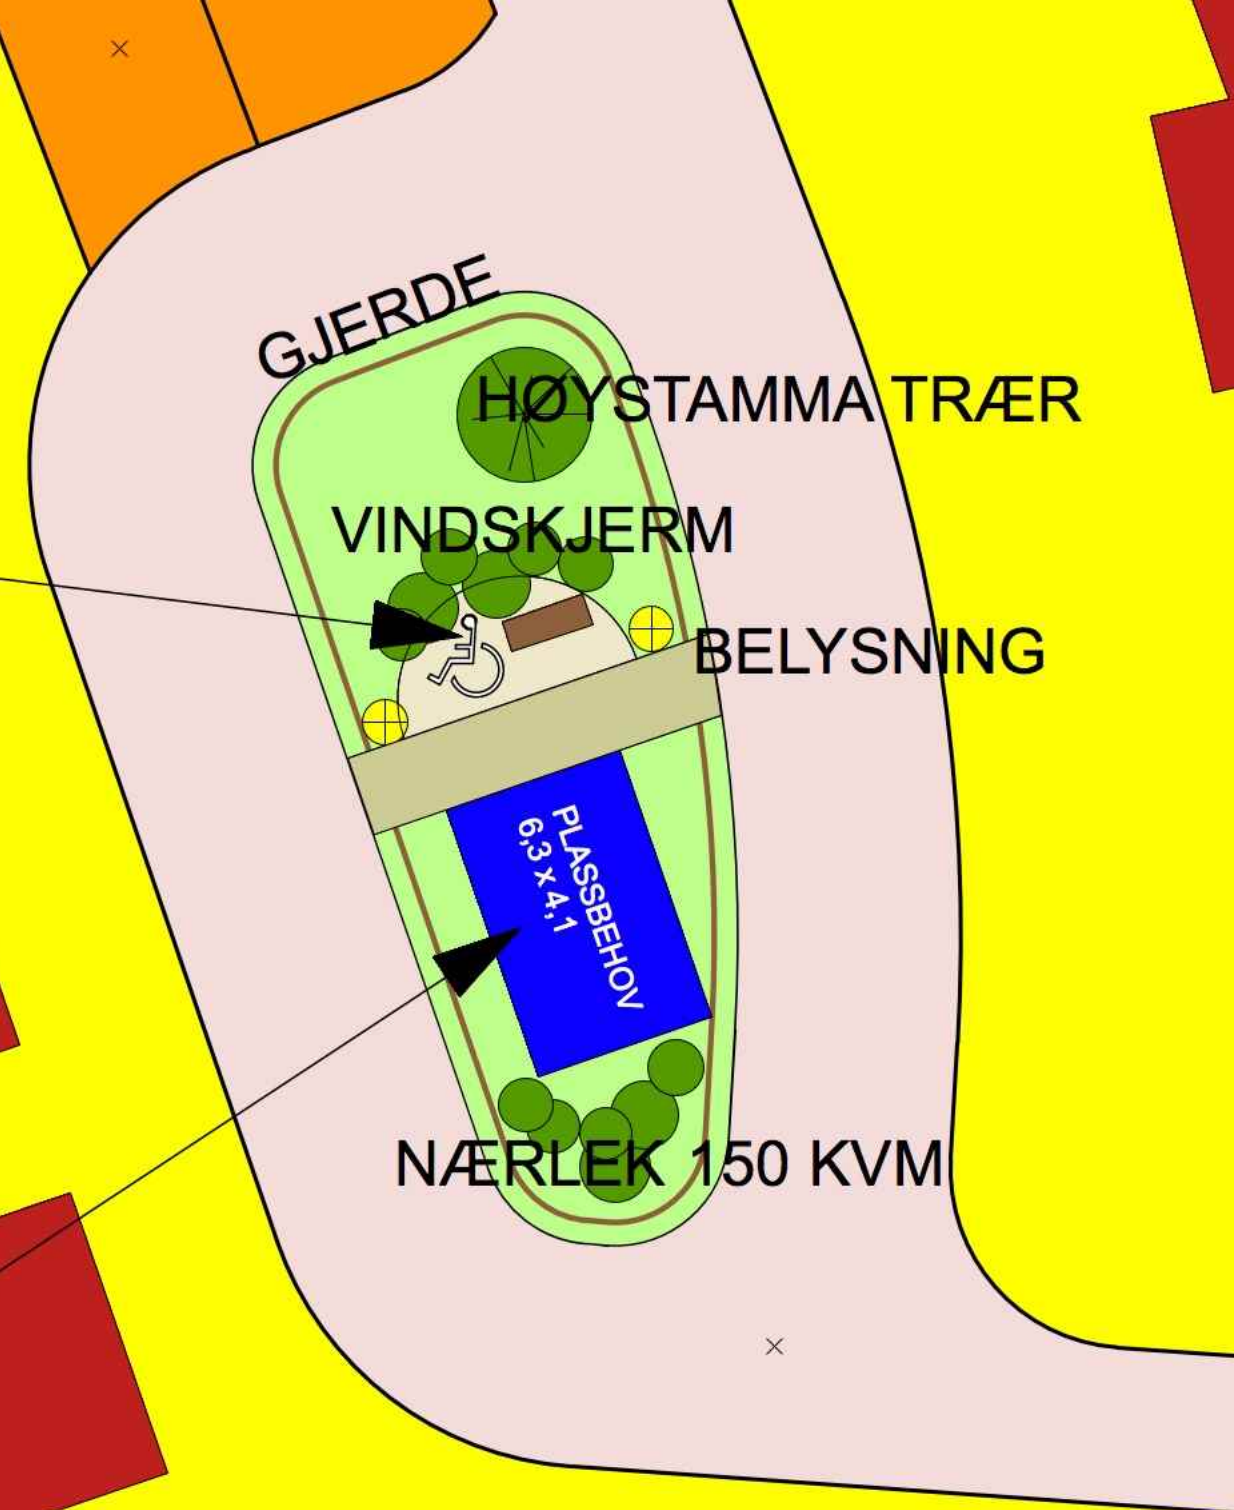 GJERDE
HØYSTAMMA TRÆR
VINDSKJERM
BELYSNING
PLASSBEHOV
6,3 x 4,1
NÆRLEK 150 KVM